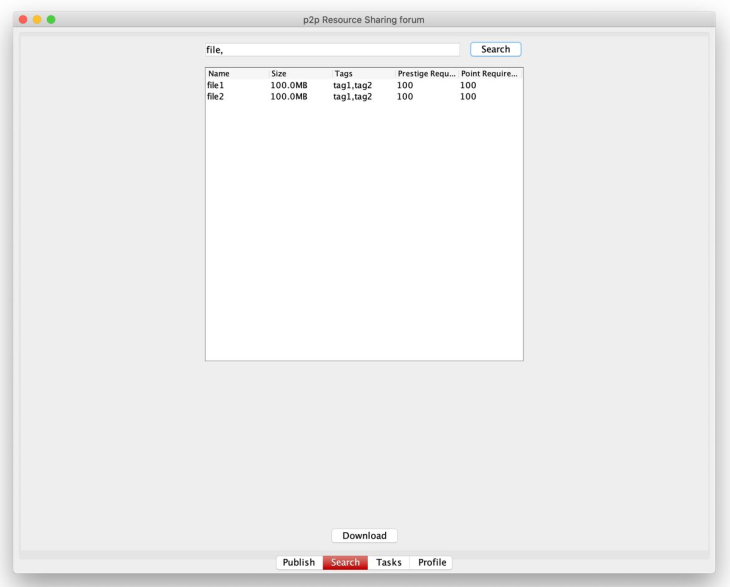 p2p Resource Sharing forum
file, Search
Name Size Tags Prestige Requ... Point Require...
file1 100.0MB tag1,tag2 100 100
file2 100.0MB tag1,tag2 100 100
Download
Publish Search Tasks Profile